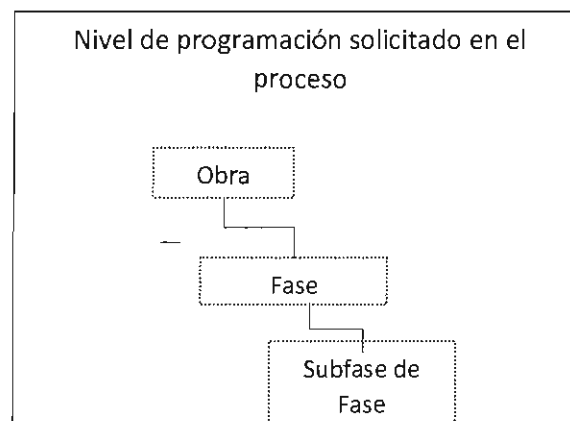 Nivel de programación solicitado en el
proceso
Obra
Fase
Subfase de
Fase